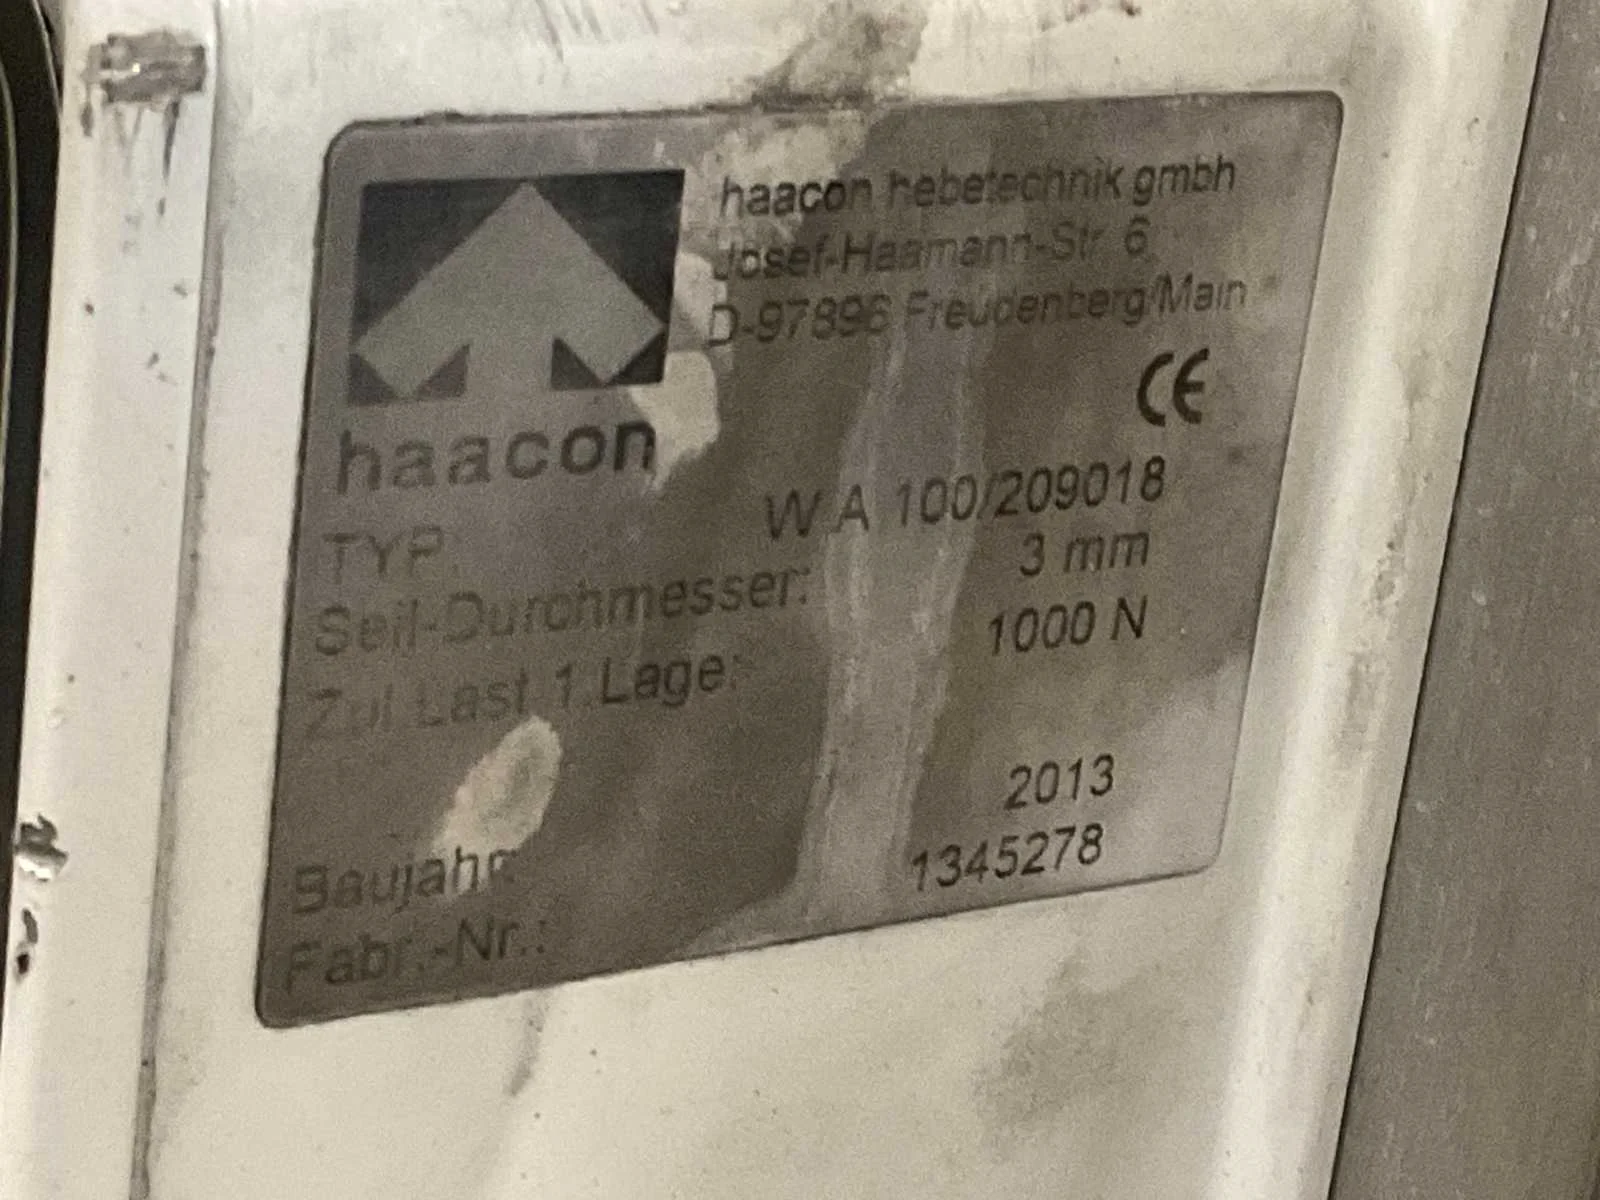 haacon hebetechnik gmbh
Josef-Haamann-Str. 6
D-97896 Freudenberg/Main
CE
haacon
TYP: W A 100/209018
Seil-Durchmesser: 3 mm
Zul.Last 1.Lage: 1000 N
Baujahr: 2013
Fabr.-Nr.: 1345278